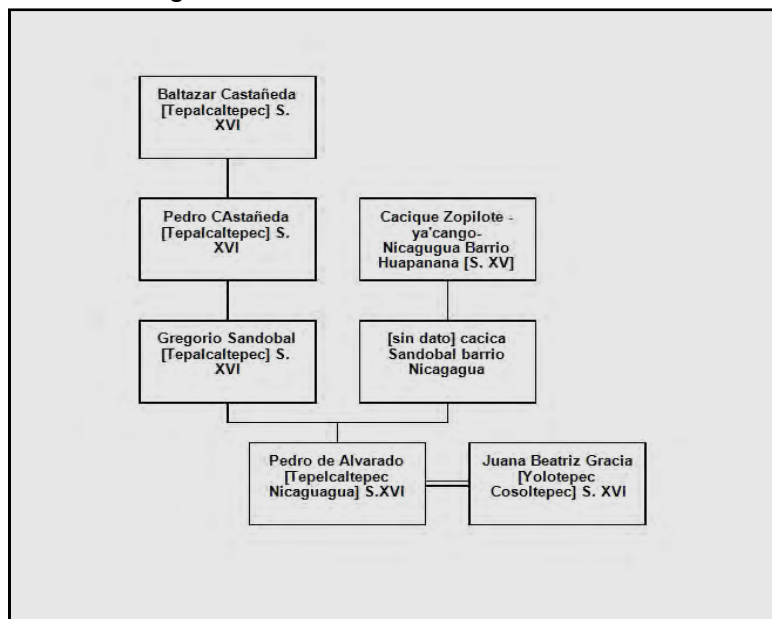 Baltazar Castañeda
[Tepalcaltepec] S.
XVI
Pedro CAstañeda
[Tepalcaltepec] S.
XVI
Cacique Zopilote -
ya'cango-
Nicagugua Barrio
Huapanana [S. XV]
Gregorio Sandobal
[Tepalcaltepec] S.
XVI
[sin dato] cacica
Sandobal barrio
Nicagagua
Pedro de Alvarado
[Tepelcaltepec
Nicaguagua] S.XVI
Juana Beatriz Gracia
[Yolotepec
Cosoltepec] S. XVI